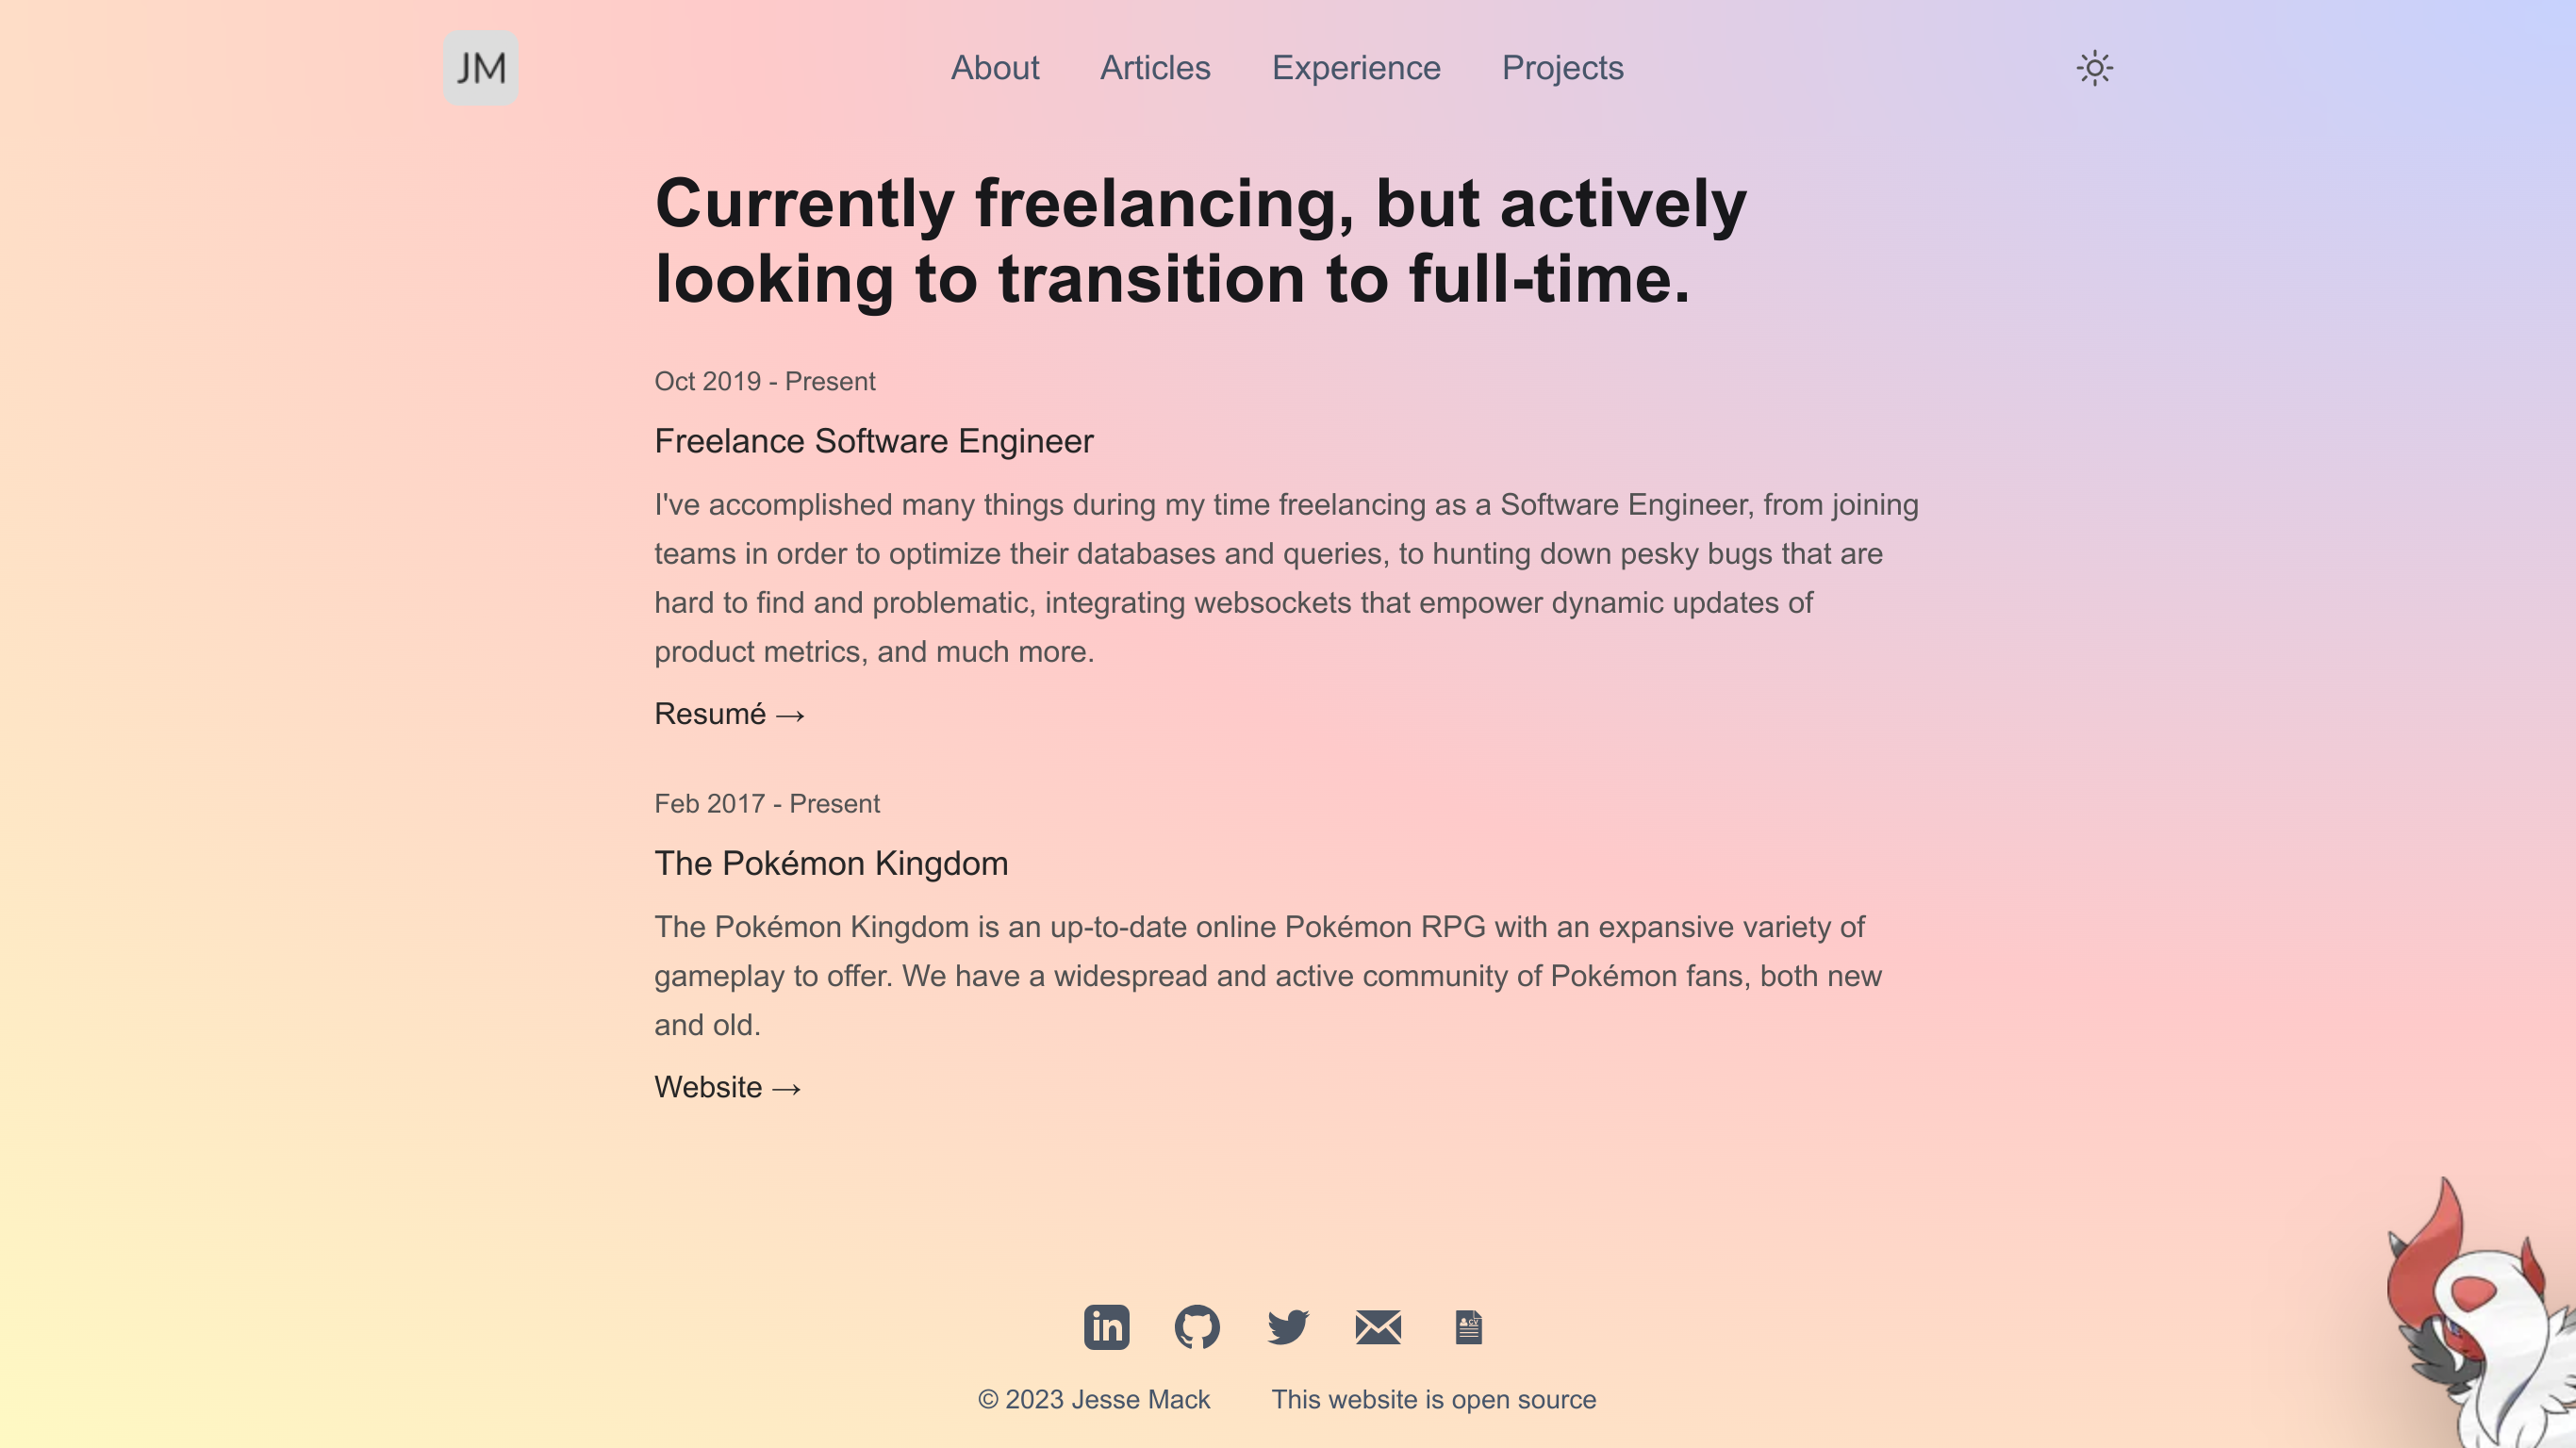 JM
About Articles Experience Projects
Currently freelancing, but actively
looking to transition to full-time.
Oct 2019 - Present
Freelance Software Engineer
I've accomplished many things during my time freelancing as a Software Engineer, from joining
teams in order to optimize their databases and queries, to hunting down pesky bugs that are
hard to find and problematic, integrating websockets that empower dynamic updates of
product metrics, and much more.
Resumé →
Feb 2017 - Present
The Pokémon Kingdom
The Pokémon Kingdom is an up-to-date online Pokémon RPG with an expansive variety of
gameplay to offer. We have a widespread and active community of Pokémon fans, both new
and old.
Website →
in CV
© 2023 Jesse Mack This website is open source